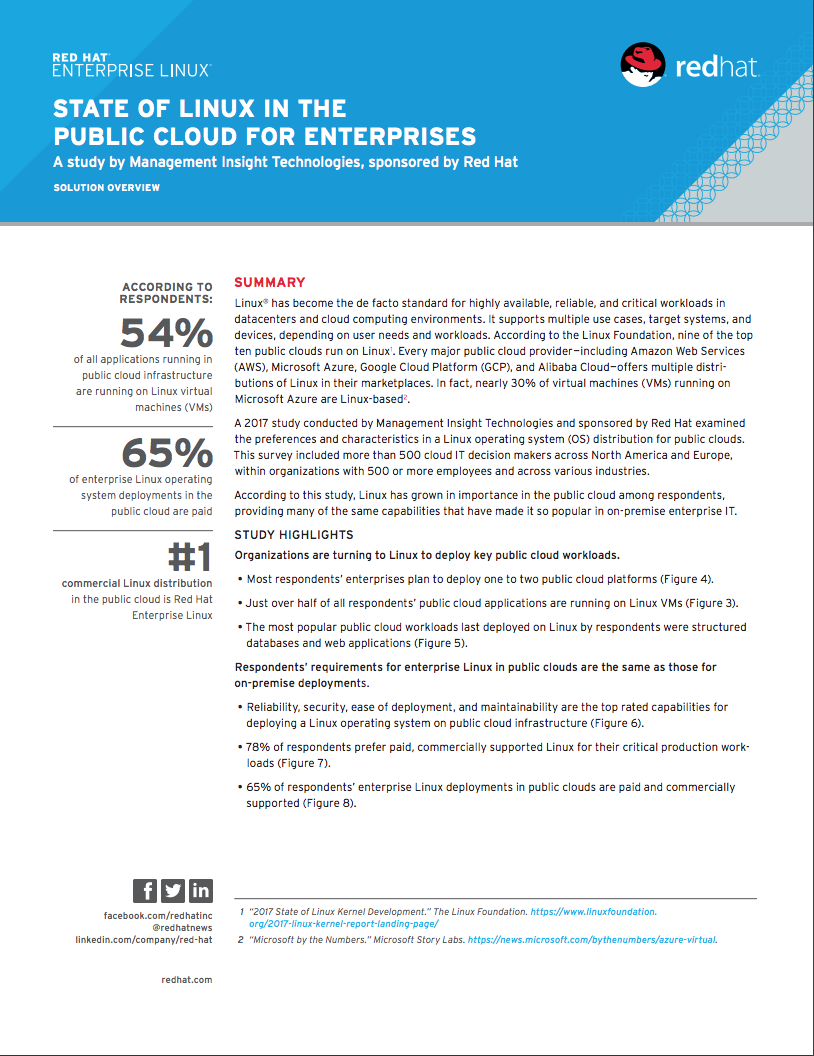 RED HAT®
ENTERPRISE LINUX®
redhat.
STATE OF LINUX IN THE
PUBLIC CLOUD FOR ENTERPRISES
A study by Management Insight Technologies, sponsored by Red Hat
SOLUTION OVERVIEW
ACCORDING TO
RESPONDENTS:
54%
of all applications running in
public cloud infrastructure
are running on Linux virtual
machines (VMs)
65%
of enterprise Linux operating
system deployments in the
public cloud are paid
#1
commercial Linux distribution
in the public cloud is Red Hat
Enterprise Linux
SUMMARY
Linux® has become the de facto standard for highly available, reliable, and critical workloads in
datacenters and cloud computing environments. It supports multiple use cases, target systems, and
devices, depending on user needs and workloads. According to the Linux Foundation, nine of the top
ten public clouds run on Linux¹. Every major public cloud provider—including Amazon Web Services
(AWS), Microsoft Azure, Google Cloud Platform (GCP), and Alibaba Cloud—offers multiple distri-
butions of Linux in their marketplaces. In fact, nearly 30% of virtual machines (VMs) running on
Microsoft Azure are Linux-based².
A 2017 study conducted by Management Insight Technologies and sponsored by Red Hat examined
the preferences and characteristics in a Linux operating system (OS) distribution for public clouds.
This survey included more than 500 cloud IT decision makers across North America and Europe,
within organizations with 500 or more employees and across various industries.
According to this study, Linux has grown in importance in the public cloud among respondents,
providing many of the same capabilities that have made it so popular in on-premise enterprise IT.
STUDY HIGHLIGHTS
Organizations are turning to Linux to deploy key public cloud workloads.
• Most respondents' enterprises plan to deploy one to two public cloud platforms (Figure 4).
• Just over half of all respondents' public cloud applications are running on Linux VMs (Figure 3).
• The most popular public cloud workloads last deployed on Linux by respondents were structured
databases and web applications (Figure 5).
Respondents' requirements for enterprise Linux in public clouds are the same as those for
on-premise deployments.
• Reliability, security, ease of deployment, and maintainability are the top rated capabilities for
deploying a Linux operating system on public cloud infrastructure (Figure 6).
• 78% of respondents prefer paid, commercially supported Linux for their critical production work-
loads (Figure 7).
• 65% of respondents' enterprise Linux deployments in public clouds are paid and commercially
supported (Figure 8).
facebook.com/redhatinc
@redhatnews
linkedin.com/company/red-hat
redhat.com
1 "2017 State of Linux Kernel Development." The Linux Foundation. https://www.linuxfoundation.
org/2017-linux-kernel-report-landing-page/
2 "Microsoft by the Numbers." Microsoft Story Labs. https://news.microsoft.com/bythenumbers/azure-virtual.